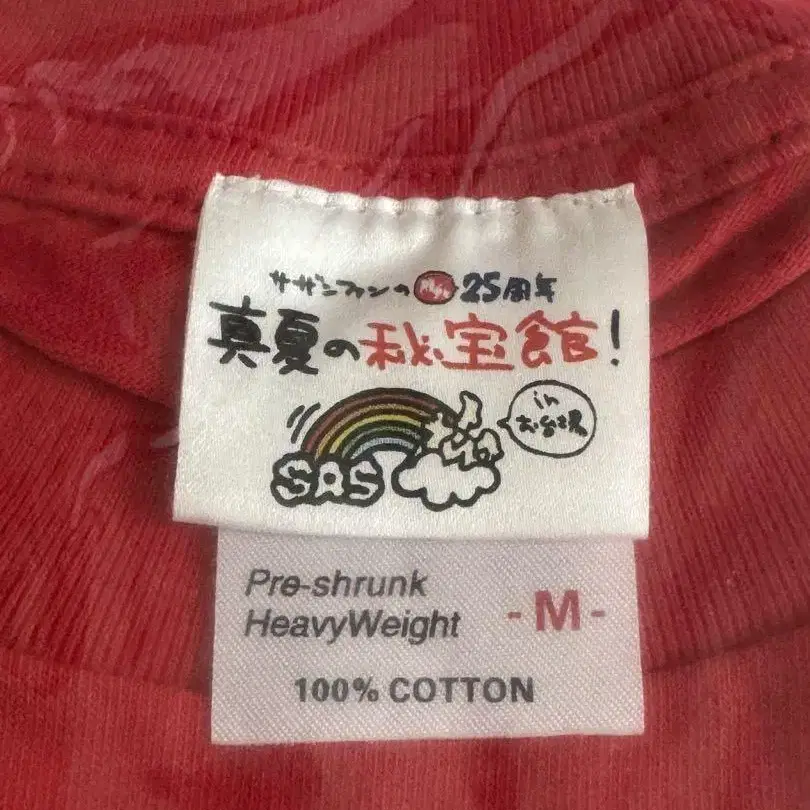 サザンファンの 25周年
真夏の秘宝館!
in
お台場
SAS
Pre-shrunk
HeavyWeight
- M -
100% COTTON